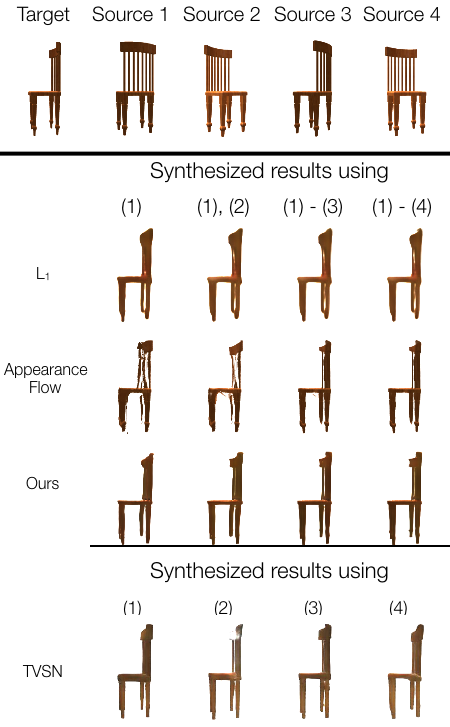 Target Source 1 Source 2 Source 3 Source 4
Synthesized results using
(1) (1), (2) (1) - (3) (1) - (4)
L₁
Appearance
Flow
Ours
Synthesized results using
(1) (2) (3) (4)
TVSN